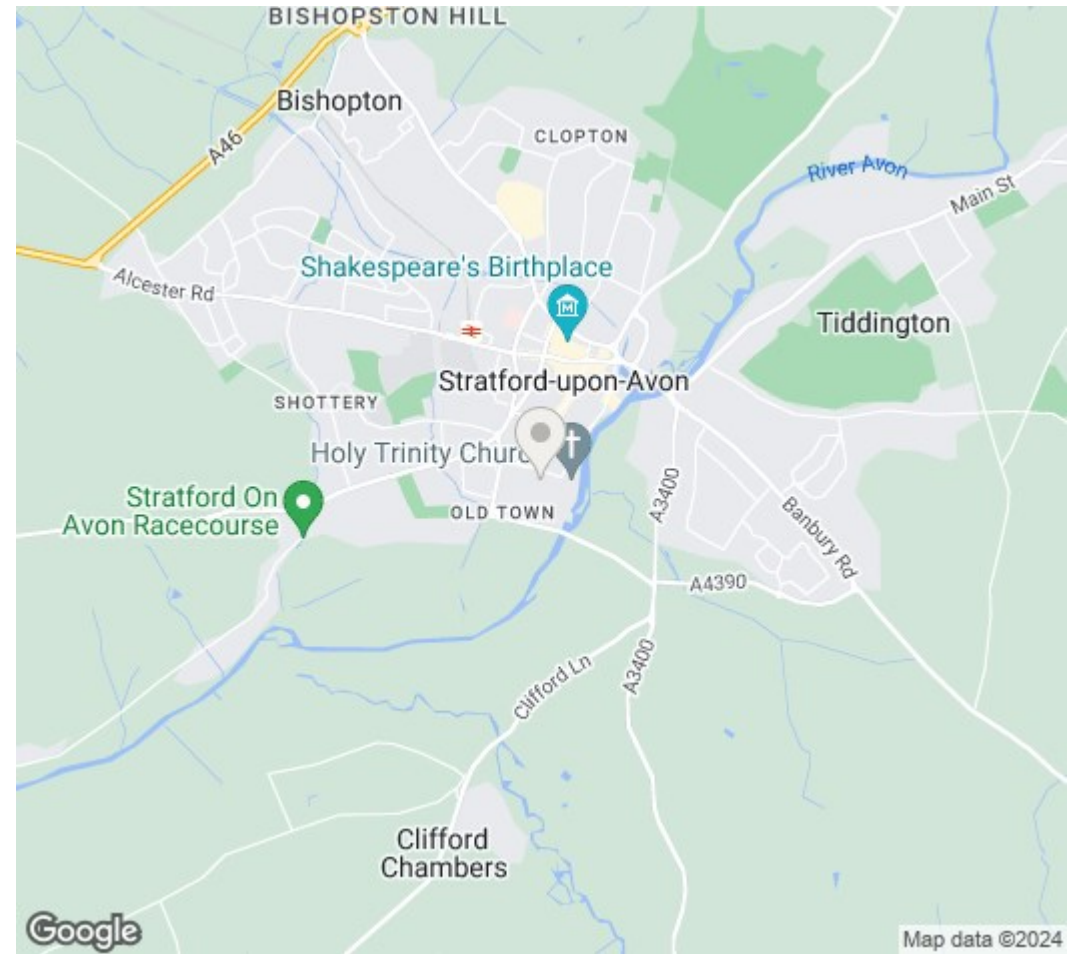 BISHOPSTON HILL
Bishopton
CLOPTON
A46
River Avon
Main St
Shakespeare's Birthplace
M
Alcester Rd
Tiddington
Stratford-upon-Avon
SHOTTERY
Holy Trinity Churc
Stratford On
Avon Racecourse
OLD TOWN
A3400
Banbury Rd
A4390
A3400
Clifford Ln
Clifford
Chambers
Google
Map data ©2024